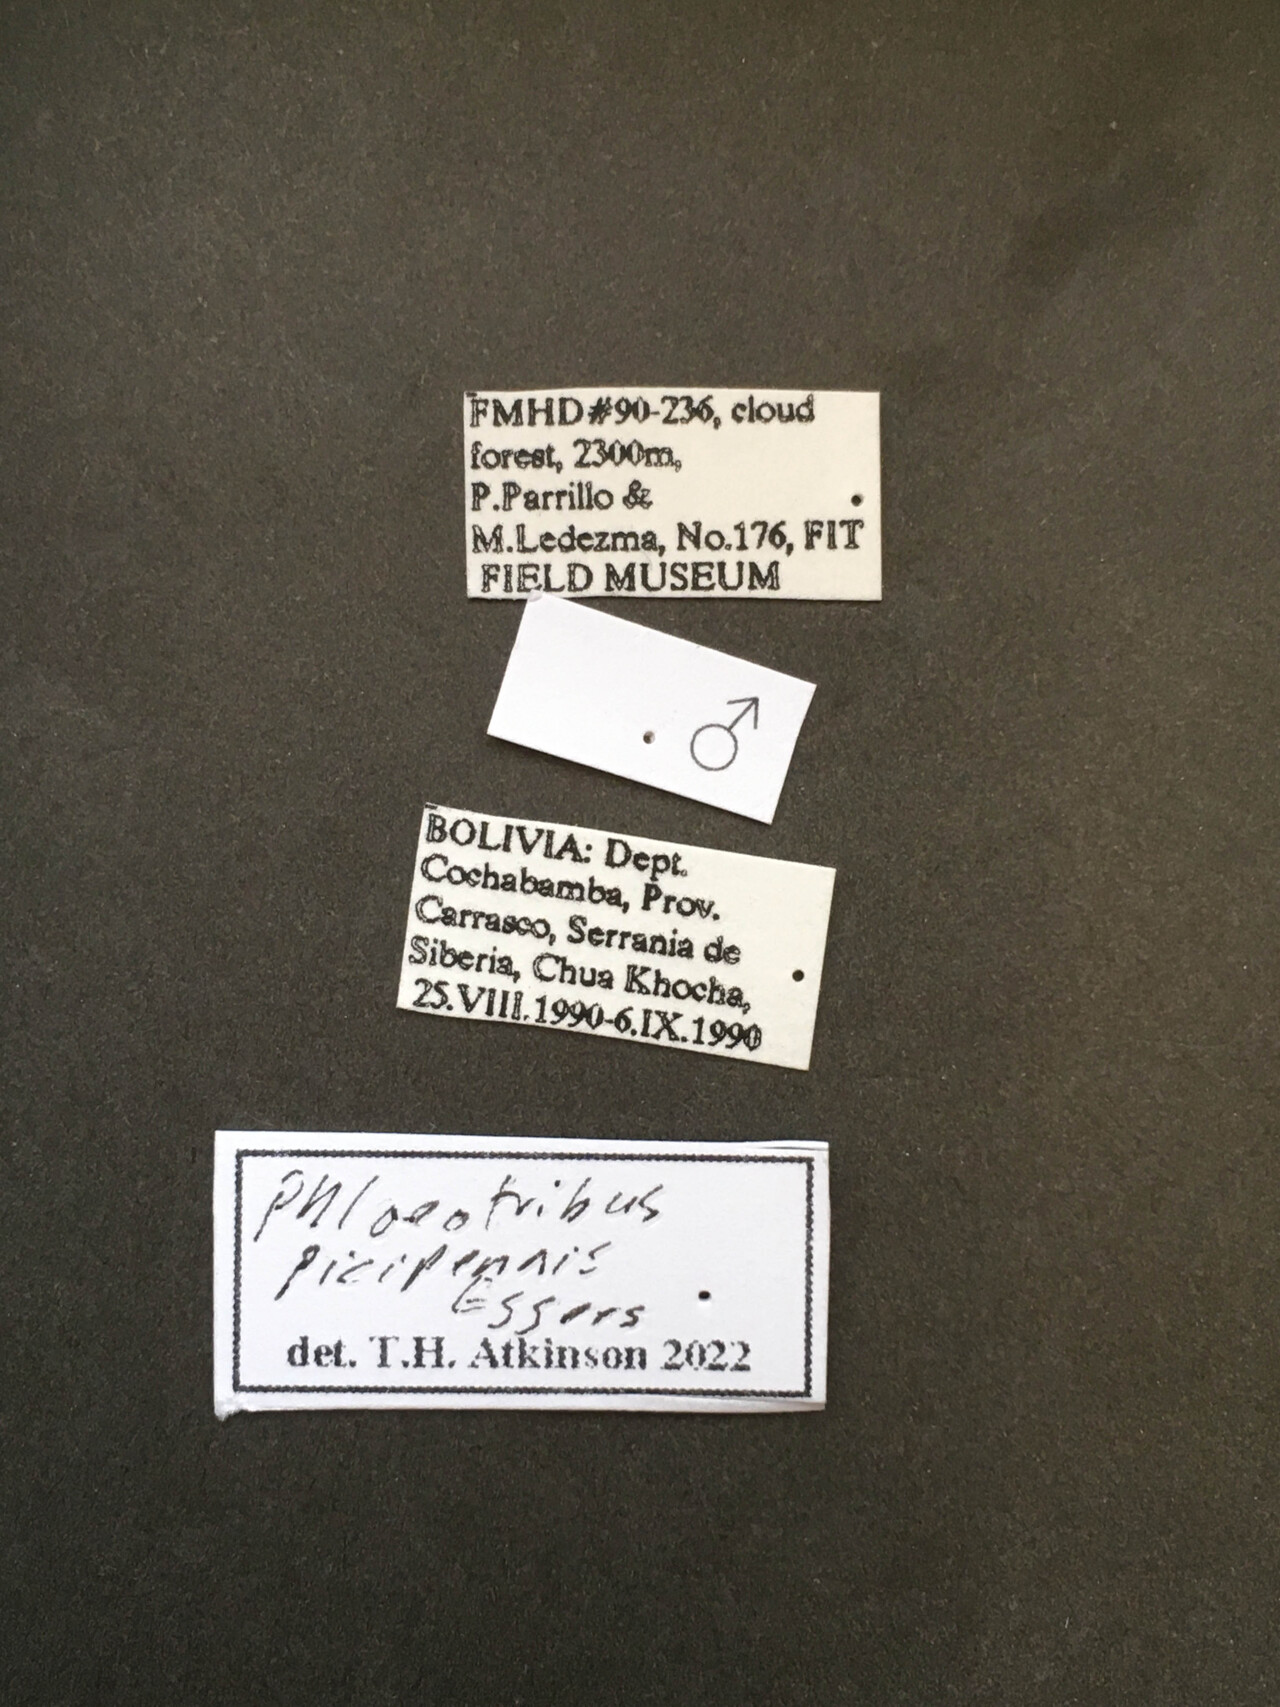 FMHD#90-236, cloud
forest, 2300m,
P.Parrillo &
M.Ledezma, No.176, FIT
FIELD MUSEUM
♂
BOLIVIA: Dept.
Cochabamba, Prov.
Carrasco, Serrania de
Siberia, Chua Khocha,
25.VIII.1990-6.IX.1990
Phloeotribus
picipennis
Eggers
det. T.H. Atkinson 2022